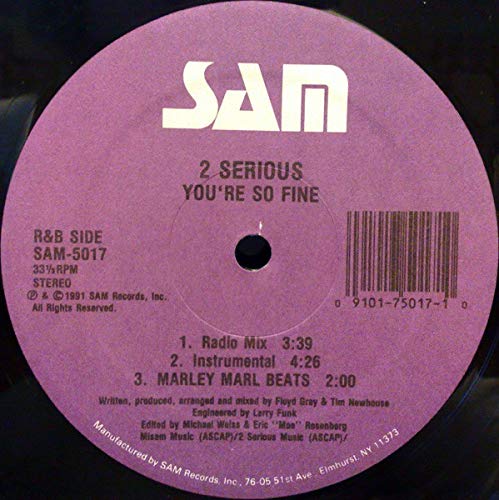 SAM
2 SERIOUS
YOU'RE SO FINE
R&B SIDE
SAM-5017
33⅓ RPM
STEREO
℗ & © 1991 SAM Records, Inc.
All Rights Reserved.
0 9101-75017-1 0
1. Radio Mix 3:39
2. Instrumental 4:26
3. MARLEY MARL BEATS 2:00
Written, produced, arranged and mixed by Floyd Gray & Tim Newhouse
Engineered by Larry Funk
Edited by Michael Weiss & Eric "Moe" Rosenberg
Misam Music (ASCAP)/2 Serious Music (ASCAP)/
Manufactured by SAM Records, Inc., 76-05 51st Ave., Elmhurst, NY 11373